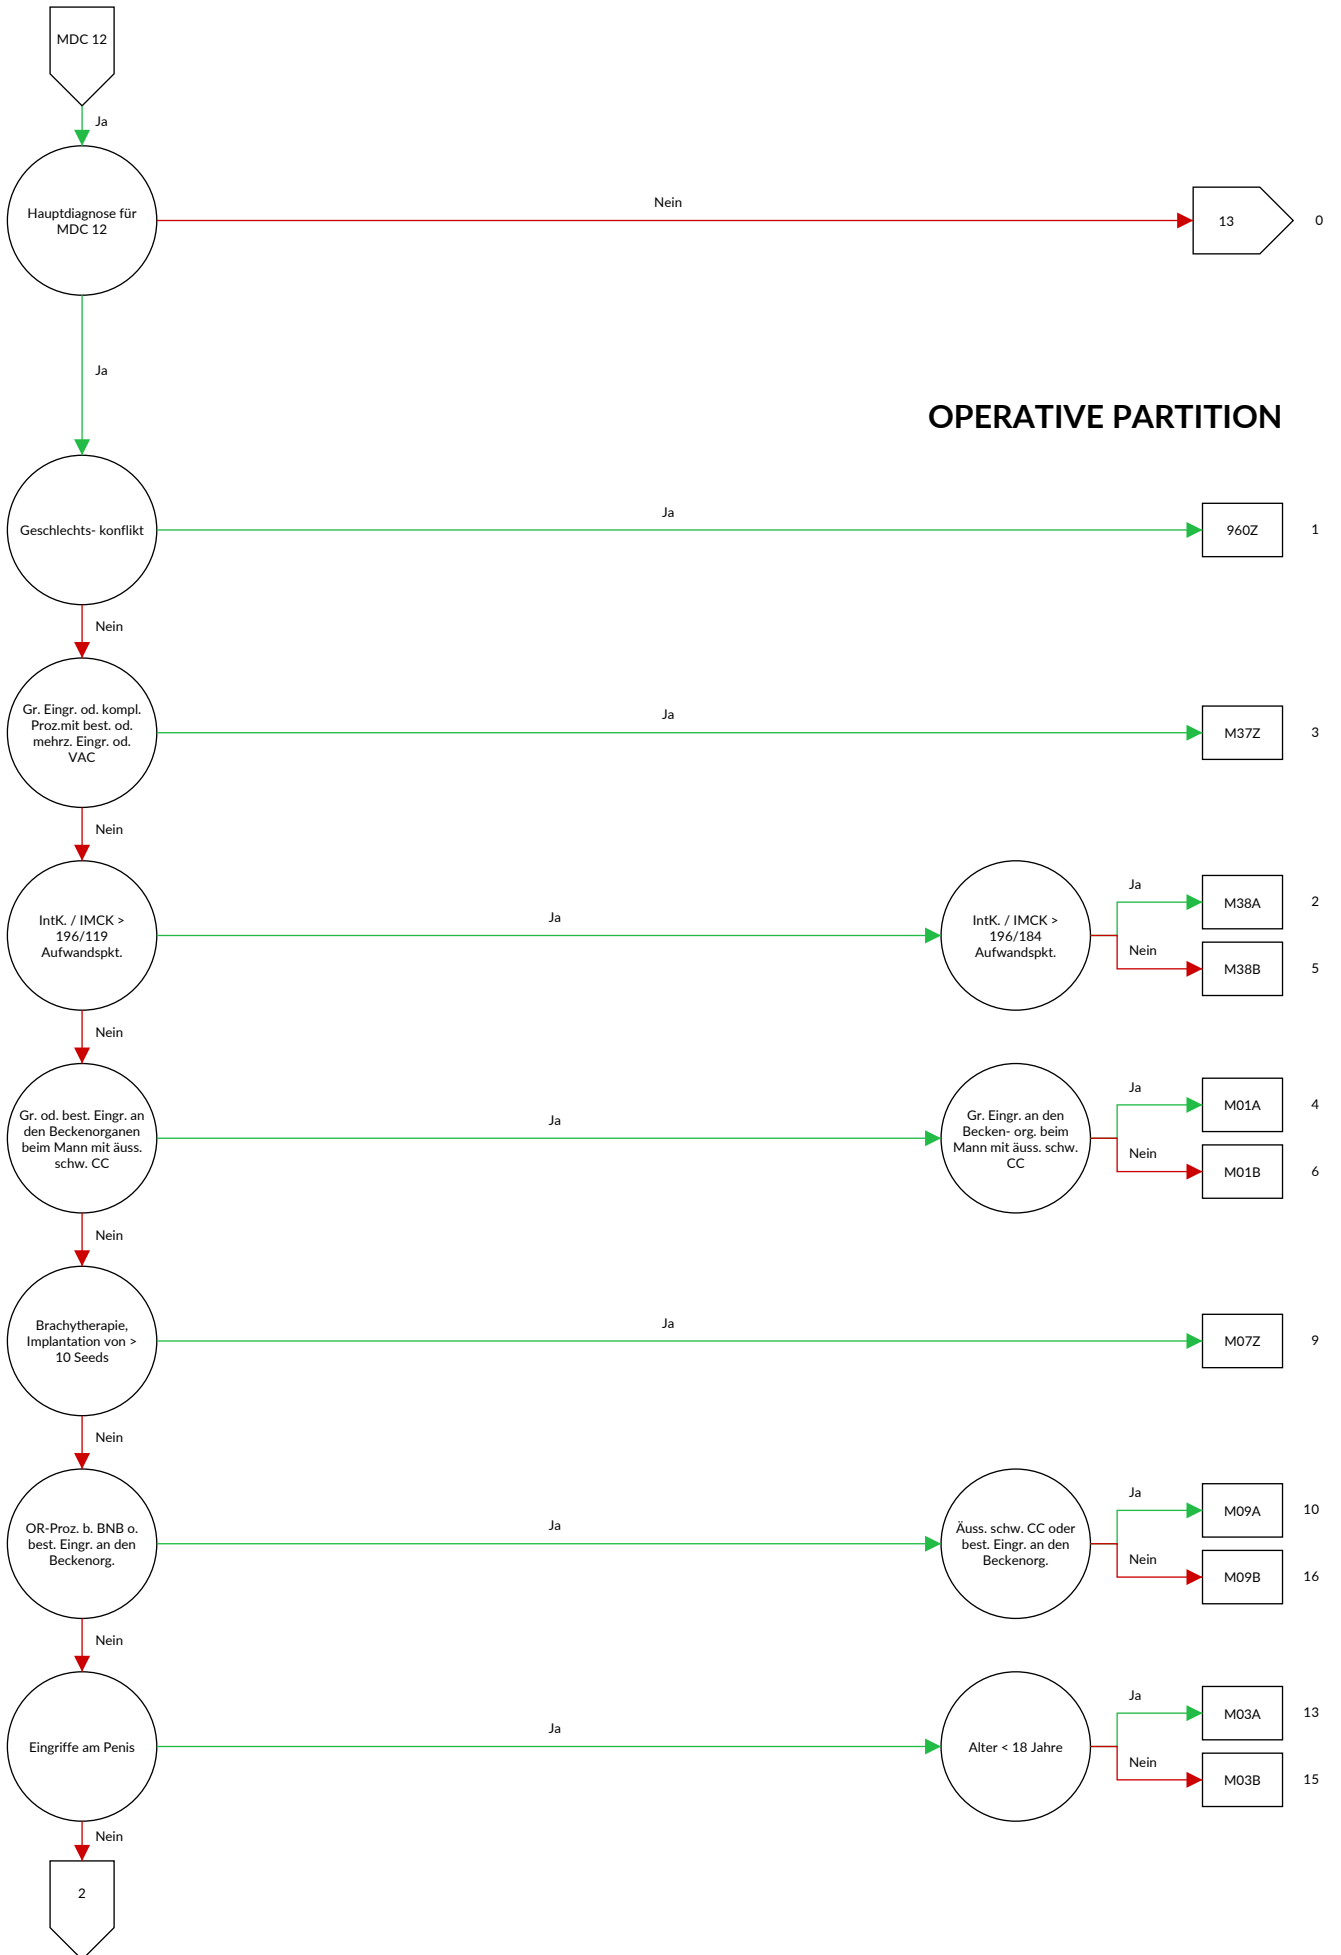 MDC 12
Ja
Hauptdiagnose für
MDC 12
Nein
13
0
Ja
OPERATIVE PARTITION
Geschlechts- konflikt
Ja
960Z
1
Nein
Gr. Eingr. od. kompl.
Proz.mit best. od.
mehrz. Eingr. od.
VAC
Ja
M37Z
3
Nein
IntK. / IMCK >
196/119
Aufwandspkt.
Ja
IntK. / IMCK >
196/184
Aufwandspkt.
Ja
M38A
2
Nein
M38B
5
Nein
Gr. od. best. Eingr. an
den Beckenorganen
beim Mann mit äuss.
schw. CC
Ja
Gr. Eingr. an den
Becken- org. beim
Mann mit äuss. schw.
CC
Ja
M01A
4
Nein
M01B
6
Nein
Brachytherapie,
Implantation von >
10 Seeds
Ja
M07Z
9
Nein
OR-Proz. b. BNB o.
best. Eingr. an den
Beckenorg.
Ja
Äuss. schw. CC oder
best. Eingr. an den
Beckenorg.
Ja
M09A
10
Nein
M09B
16
Nein
Eingriffe am Penis
Ja
Alter < 18 Jahre
Ja
M03A
13
Nein
M03B
15
Nein
2